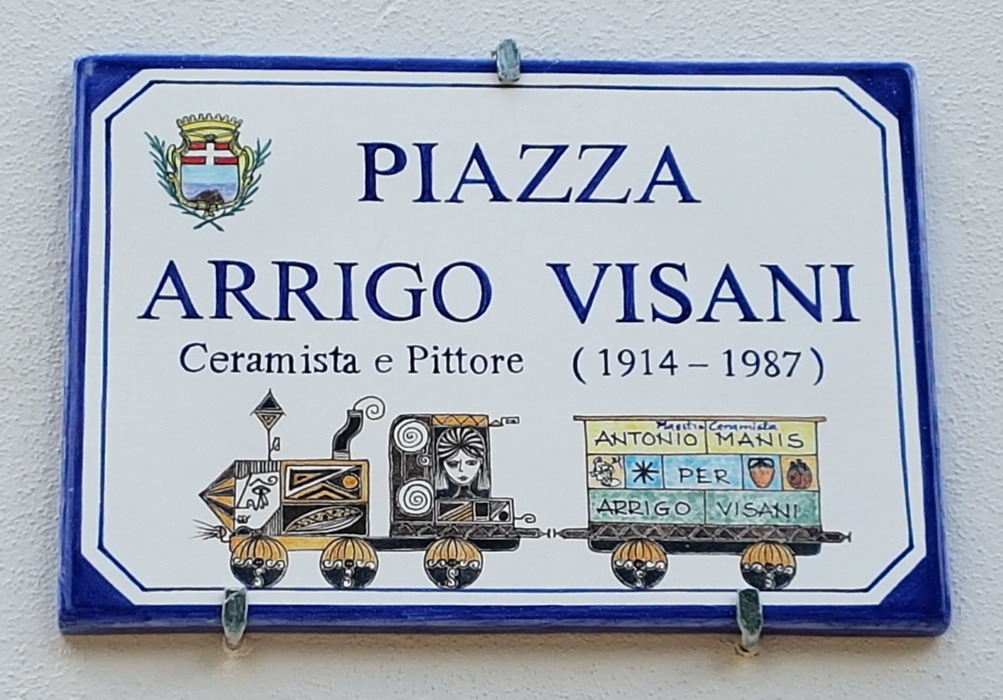 PIAZZA
ARRIGO VISANI
Ceramista e Pittore (1914-1987)
Maestro Ceramista
ANTONIO MANIS
PER
ARRIGO VISANI